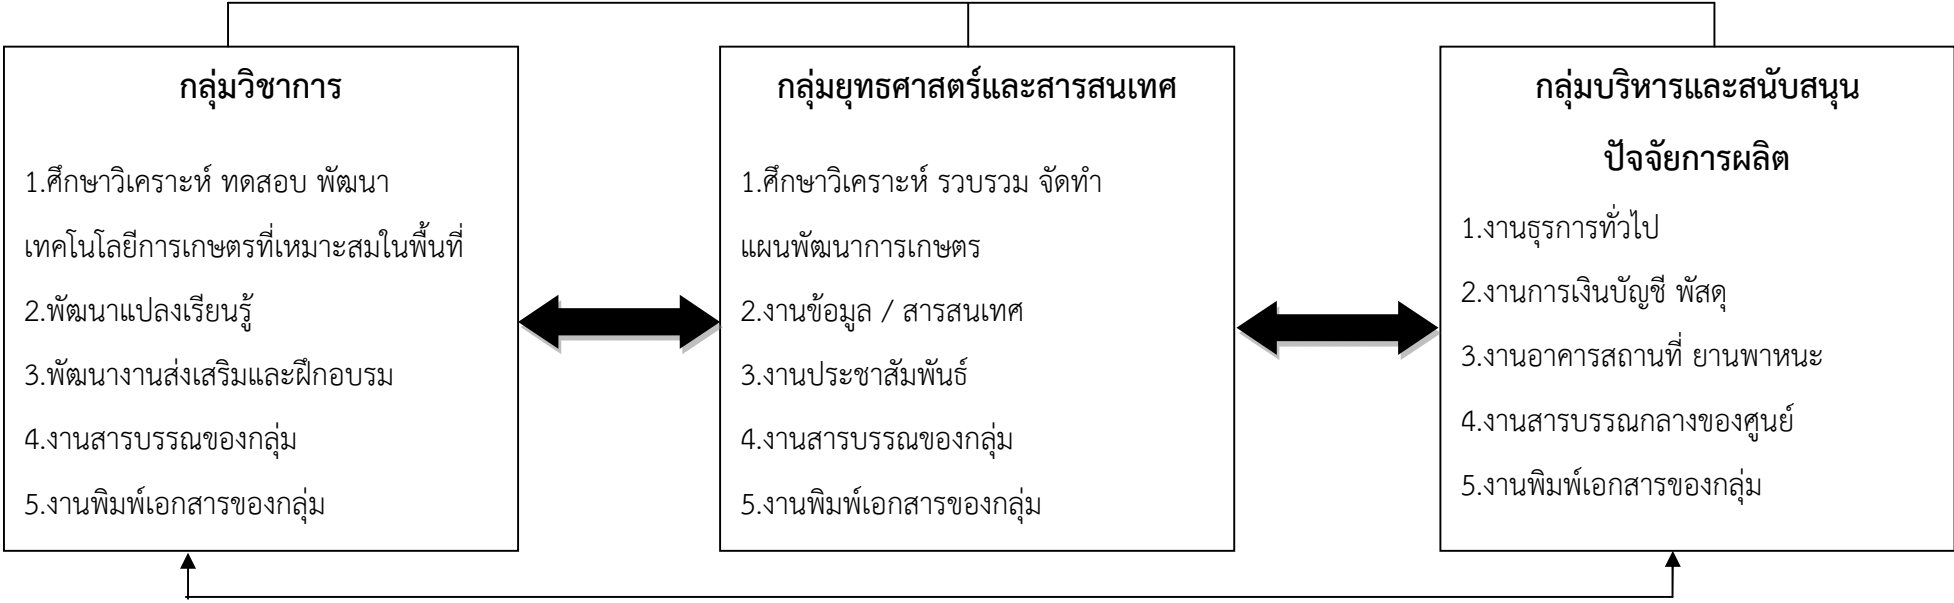 กลุ่มวิชาการ
1.ศึกษาวิเคราะห์ ทดสอบ พัฒนา
เทคโนโลยีการเกษตรที่เหมาะสมในพื้นที่
2.พัฒนาแปลงเรียนรู้
3.พัฒนางานส่งเสริมและฝึกอบรม
4.งานสารบรรณของกลุ่ม
5.งานพิมพ์เอกสารของกลุ่ม
กลุ่มยุทธศาสตร์และสารสนเทศ
1.ศึกษาวิเคราะห์ รวบรวม จัดทำ
แผนพัฒนาการเกษตร
2.งานข้อมูล / สารสนเทศ
3.งานประชาสัมพันธ์
4.งานสารบรรณของกลุ่ม
5.งานพิมพ์เอกสารของกลุ่ม
กลุ่มบริหารและสนับสนุน
ปัจจัยการผลิต
1.งานธุรการทั่วไป
2.งานการเงินบัญชี พัสดุ
3.งานอาคารสถานที่ ยานพาหนะ
4.งานสารบรรณกลางของศูนย์
5.งานพิมพ์เอกสารของกลุ่ม